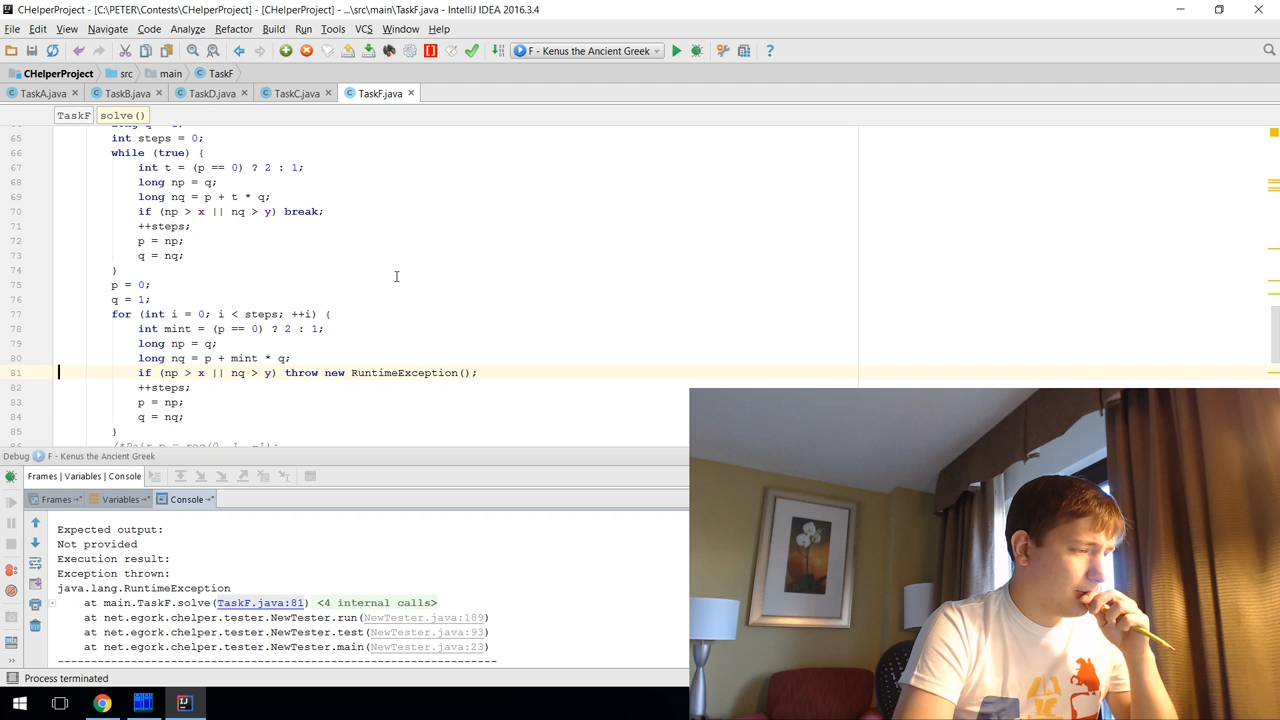 CHelperProject - [C:\PETER\Contests\CHelperProject] - [CHelperProject] - ...\src\main\TaskF.java - IntelliJ IDEA 2016.3.4
File Edit View Navigate Code Analyze Refactor Build Run Tools VCS Window Help
F - Kenus the Ancient Greek
CHelperProject src main TaskF
TaskA.java TaskB.java TaskD.java TaskC.java TaskF.java
TaskF solve()
65 int steps = 0;
66 while (true) {
67 int t = (p == 0) ? 2 : 1;
68 long np = q;
69 long nq = p + t * q;
70 if (np > x || nq > y) break;
71 ++steps;
72 p = np;
73 q = nq;
74 }
75 p = 0;
76 q = 1;
77 for (int i = 0; i < steps; ++i) {
78 int mint = (p == 0) ? 2 : 1;
79 long np = q;
80 long nq = p + mint * q;
81 if (np > x || nq > y) throw new RuntimeException();
82 ++steps;
83 p = np;
84 q = nq;
85 }
Debug F - Kenus the Ancient Greek
Frames | Variables | Console
Frames Variables Console
Expected output:
Not provided
Execution result:
Exception thrown:
java.lang.RuntimeException
at main.TaskF.solve(TaskF.java:81) <4 internal calls>
at net.egork.chelper.tester.NewTester.run(NewTester.java:189)
at net.egork.chelper.tester.NewTester.test(NewTester.java:93)
at net.egork.chelper.tester.NewTester.main(NewTester.java:23)
Process terminated